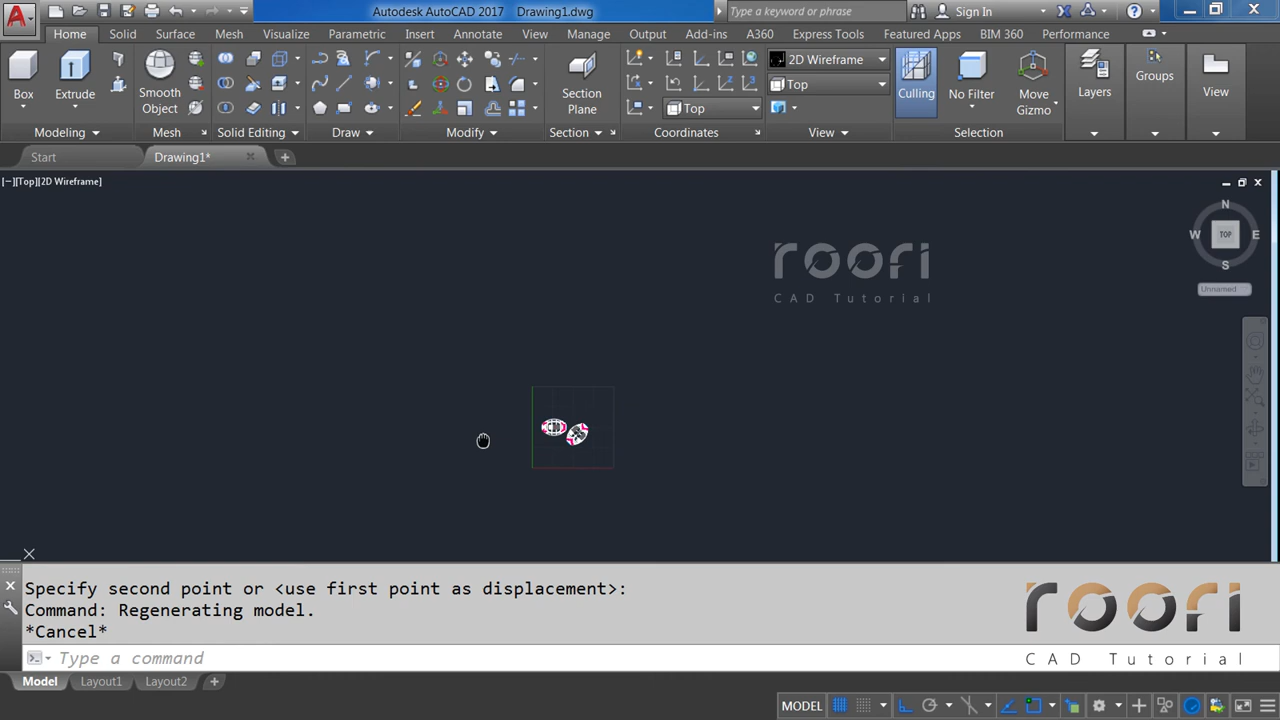 Autodesk AutoCAD 2017 Drawing1.dwg
Type a keyword or phrase
Sign In
Home Solid Surface Mesh Visualize Parametric Insert Annotate View Manage Output Add-ins A360 Express Tools Featured Apps BIM 360 Performance
Box
Extrude
Smooth
Object
Section
Plane
2D Wireframe
Top
Top
Culling
No Filter
Move
Gizmo
Layers
Groups
View
Modeling Mesh Solid Editing Draw Modify Section Coordinates View Selection
Start Drawing1*
[−][Top][2D Wireframe]
N
W TOP E
S
Unnamed
roofi
CAD Tutorial
Specify second point or <use first point as displacement>:
Command: Regenerating model.
*Cancel*
Type a command
roofi
CAD Tutorial
Model Layout1 Layout2
MODEL